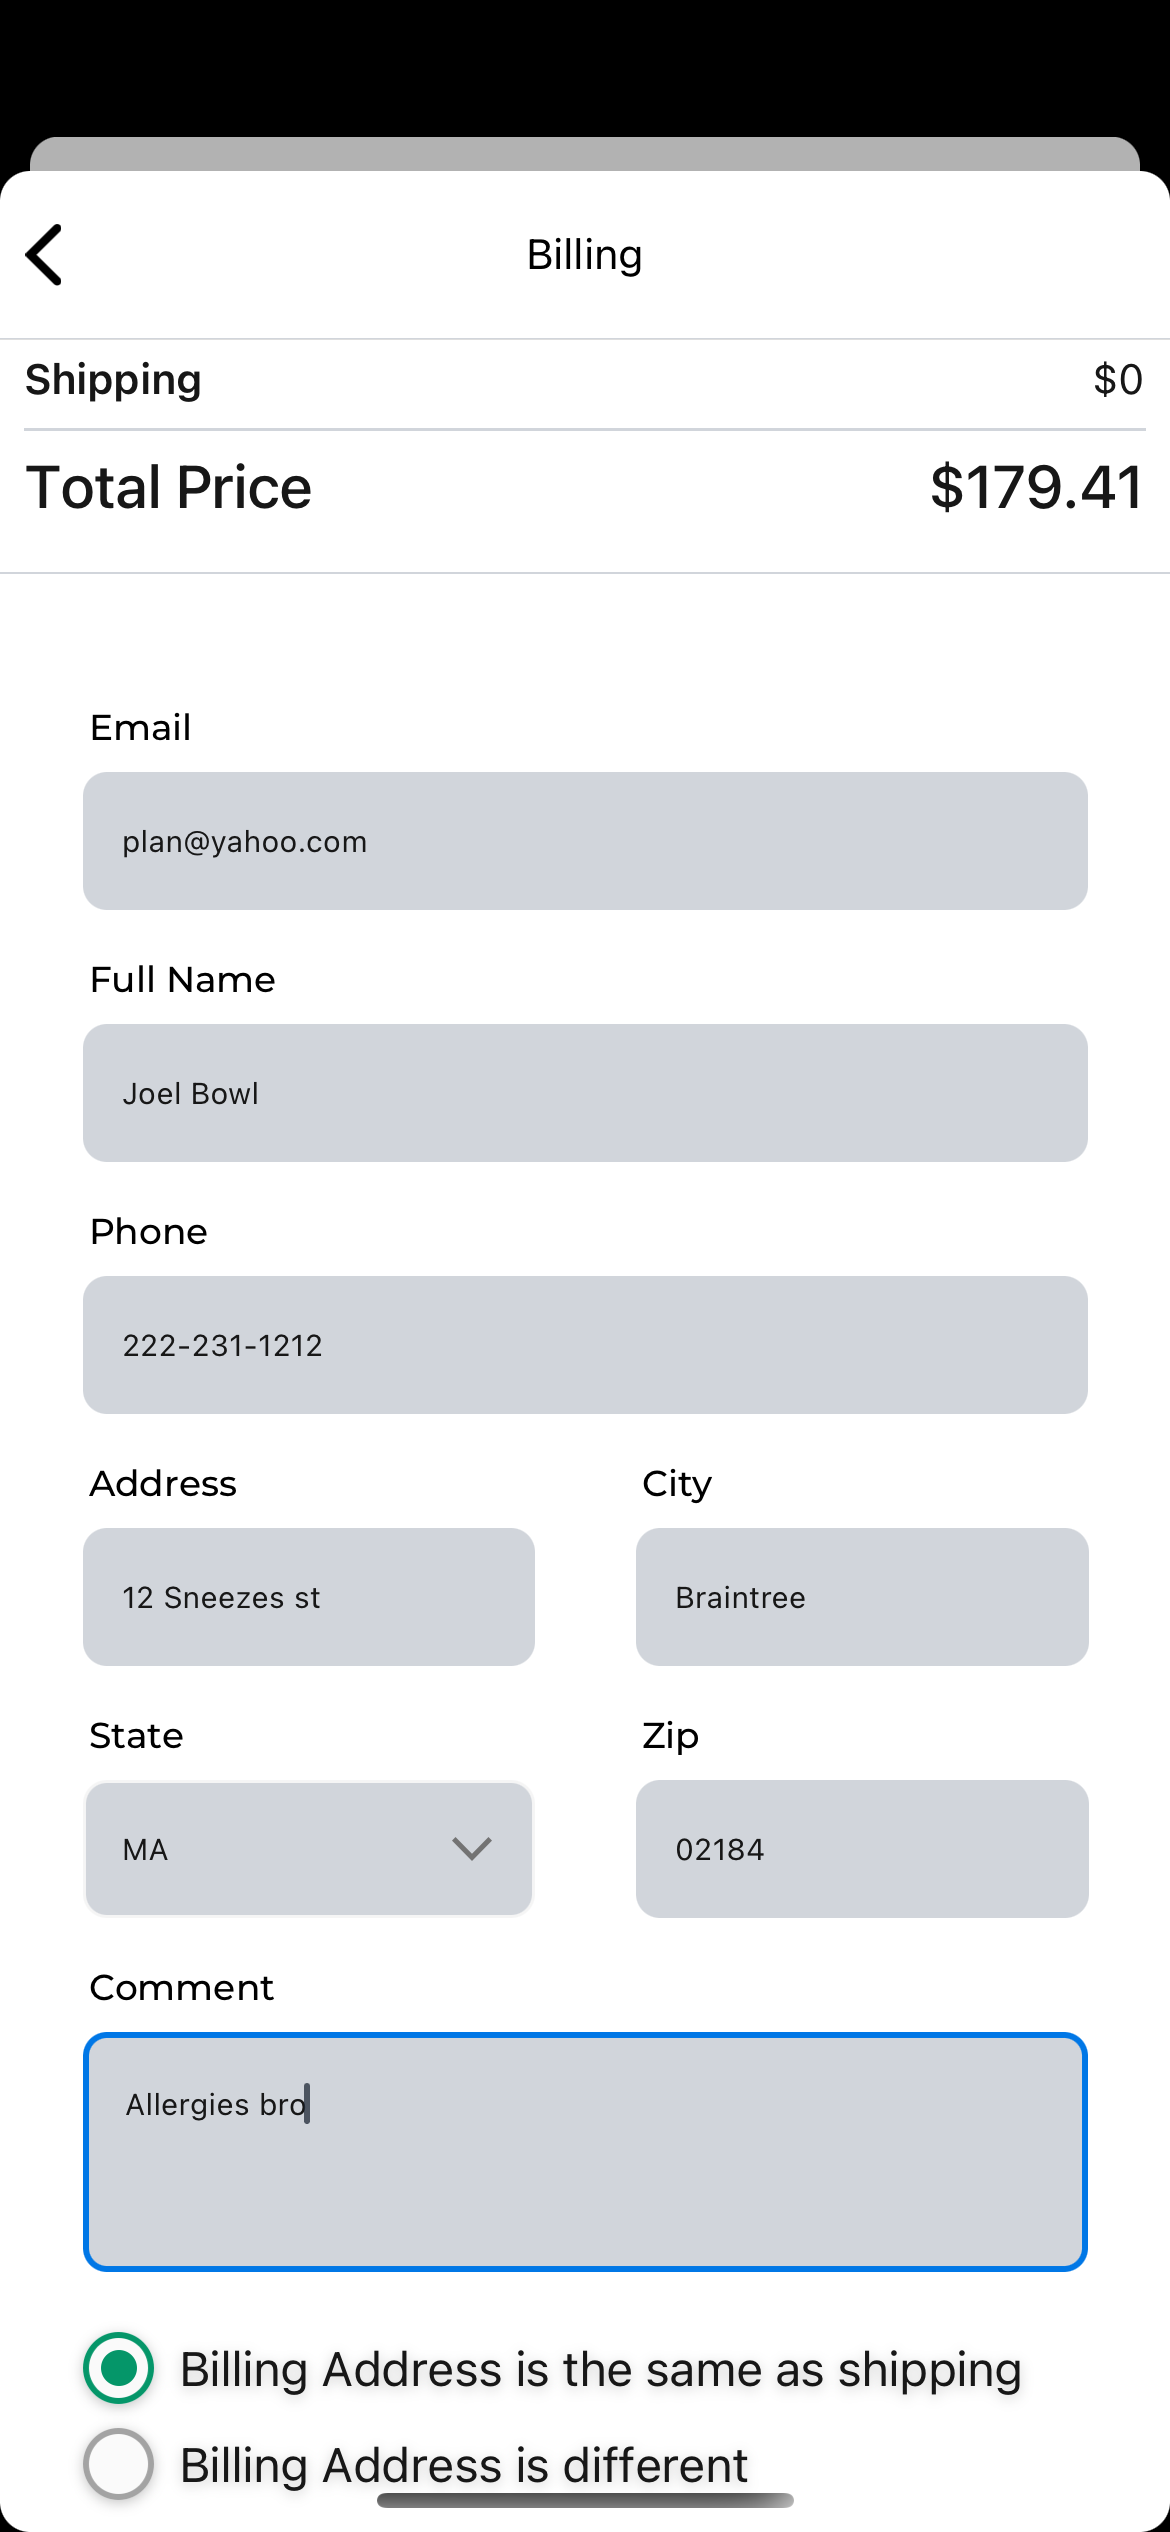 Billing
Shipping $0
Total Price $179.41
Email
plan@yahoo.com
Full Name
Joel Bowl
Phone
222-231-1212
Address City
12 Sneezes st Braintree
State Zip
MA 02184
Comment
Allergies bro
Billing Address is the same as shipping
Billing Address is different